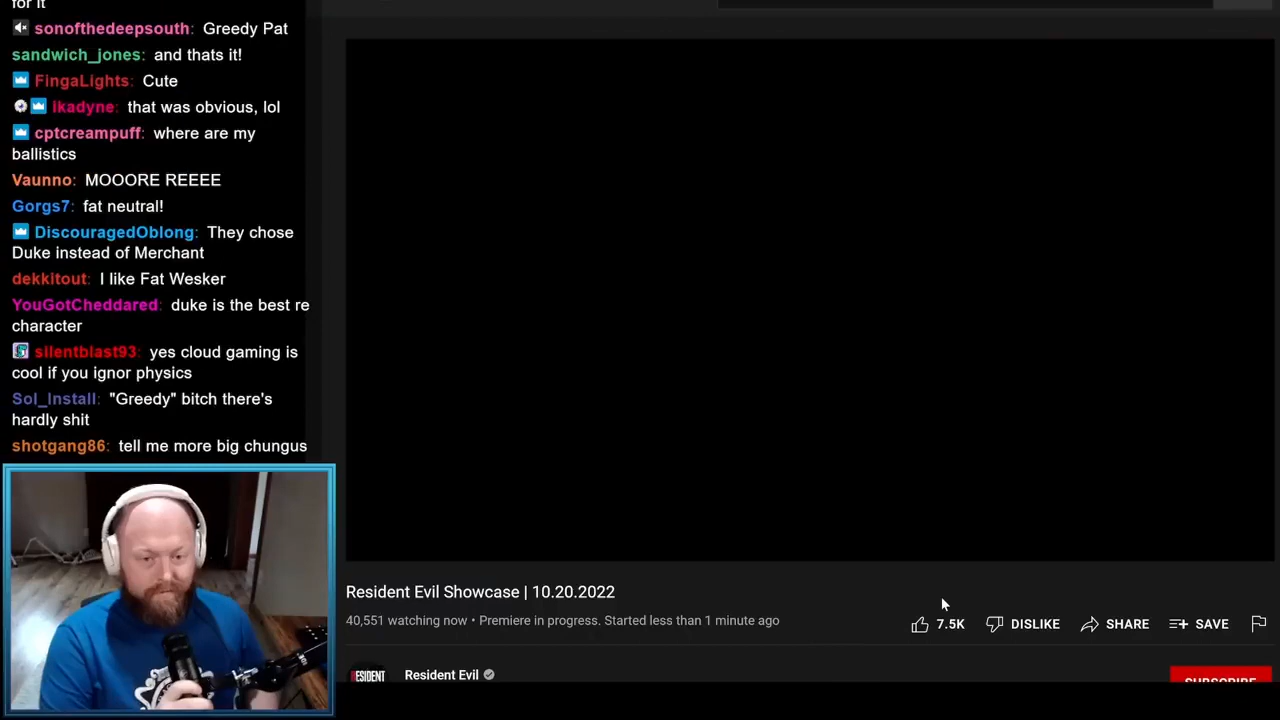 for it
sonofthedeepsouth: Greedy Pat
sandwich_jones: and thats it!
FingaLights: Cute
Ikadyne: that was obvious, lol
cptcreampuff: where are my
ballistics
Vaunno: MOOORE REEEE
Gorgs7: fat neutral!
DiscouragedOblong: They chose
Duke instead of Merchant
dekkitout: I like Fat Wesker
YouGotCheddared: duke is the best re
character
silentblast93: yes cloud gaming is
cool if you ignor physics
Sol_Install: "Greedy" bitch there's
hardly shit
shotgang86: tell me more big chungus
Resident Evil Showcase | 10.20.2022
40,551 watching now • Premiere in progress. Started less than 1 minute ago
7.5K DISLIKE SHARE SAVE
RESIDENT
Resident Evil
SUBSCRIBE